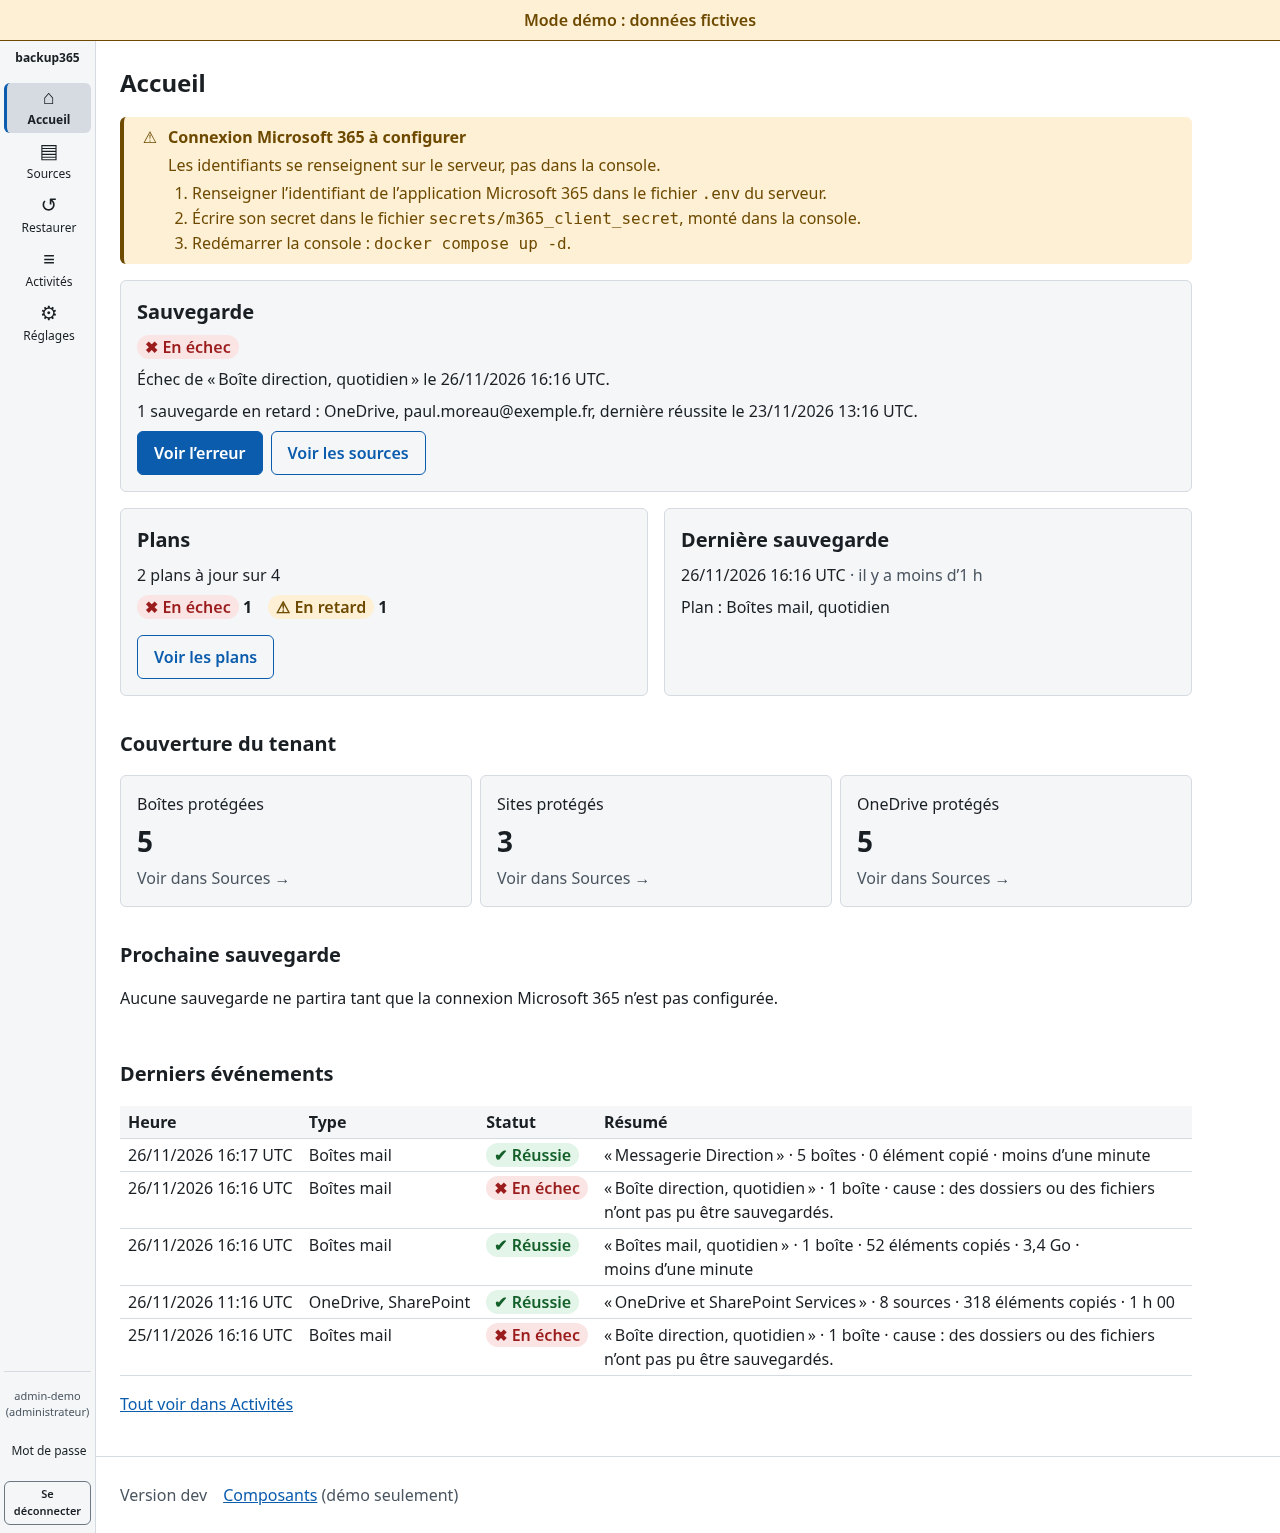 Mode démo : données fictives
backup365
Accueil
Sources
Restaurer
Activités
Réglages
admin-demo
(administrateur)
Mot de passe
Se
déconnecter
Accueil
⚠ Connexion Microsoft 365 à configurer
Les identifiants se renseignent sur le serveur, pas dans la console.
1. Renseigner l’identifiant de l’application Microsoft 365 dans le fichier .env du serveur.
2. Écrire son secret dans le fichier secrets/m365_client_secret, monté dans la console.
3. Redémarrer la console : docker compose up -d.
Sauvegarde
✖ En échec
Échec de « Boîte direction, quotidien » le 26/11/2026 16:16 UTC.
1 sauvegarde en retard : OneDrive, paul.moreau@exemple.fr, dernière réussite le 23/11/2026 13:16 UTC.
Voir l’erreur Voir les sources
Plans
2 plans à jour sur 4
✖ En échec 1 ⚠ En retard 1
Voir les plans
Dernière sauvegarde
26/11/2026 16:16 UTC · il y a moins d’1 h
Plan : Boîtes mail, quotidien
Couverture du tenant
Boîtes protégées
5
Voir dans Sources →
Sites protégés
3
Voir dans Sources →
OneDrive protégés
5
Voir dans Sources →
Prochaine sauvegarde
Aucune sauvegarde ne partira tant que la connexion Microsoft 365 n’est pas configurée.
Derniers événements
Heure Type Statut Résumé
26/11/2026 16:17 UTC Boîtes mail ✔ Réussie « Messagerie Direction » · 5 boîtes · 0 élément copié · moins d’une minute
26/11/2026 16:16 UTC Boîtes mail ✖ En échec « Boîte direction, quotidien » · 1 boîte · cause : des dossiers ou des fichiers
n’ont pas pu être sauvegardés.
26/11/2026 16:16 UTC Boîtes mail ✔ Réussie « Boîtes mail, quotidien » · 1 boîte · 52 éléments copiés · 3,4 Go ·
moins d’une minute
26/11/2026 11:16 UTC OneDrive, SharePoint ✔ Réussie « OneDrive et SharePoint Services » · 8 sources · 318 éléments copiés · 1 h 00
25/11/2026 16:16 UTC Boîtes mail ✖ En échec « Boîte direction, quotidien » · 1 boîte · cause : des dossiers ou des fichiers
n’ont pas pu être sauvegardés.
Tout voir dans Activités
Version dev Composants (démo seulement)